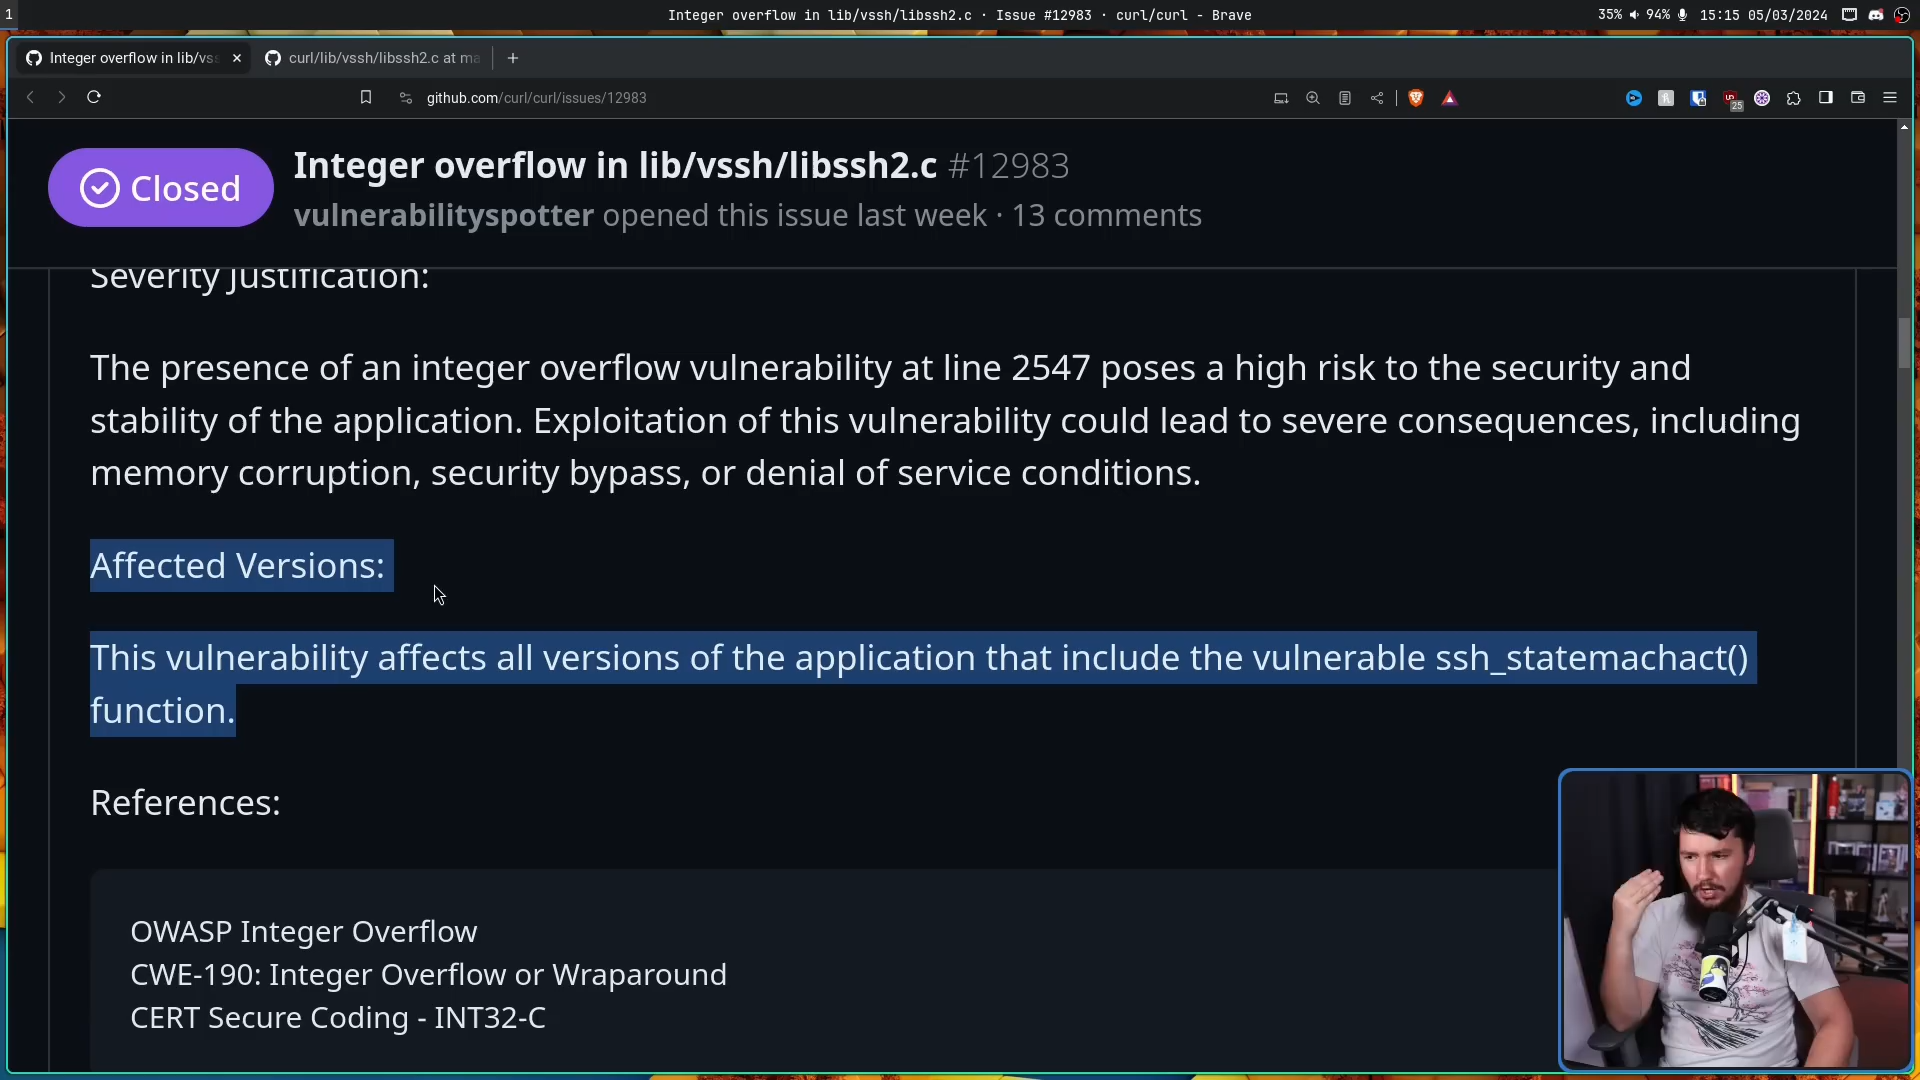 1
Integer overflow in lib/vssh/libssh2.c · Issue #12983 · curl/curl - Brave
35% 94% 15:15 05/03/2024
Integer overflow in lib/vss
curl/lib/vssh/libssh2.c at ma
github.com/curl/curl/issues/12983
25
Closed
Integer overflow in lib/vssh/libssh2.c #12983
vulnerabilityspotter opened this issue last week · 13 comments
Severity Justification:
The presence of an integer overflow vulnerability at line 2547 poses a high risk to the security and
stability of the application. Exploitation of this vulnerability could lead to severe consequences, including
memory corruption, security bypass, or denial of service conditions.
Affected Versions:
This vulnerability affects all versions of the application that include the vulnerable ssh_statemachact()
function.
References:
OWASP Integer Overflow
CWE-190: Integer Overflow or Wraparound
CERT Secure Coding - INT32-C